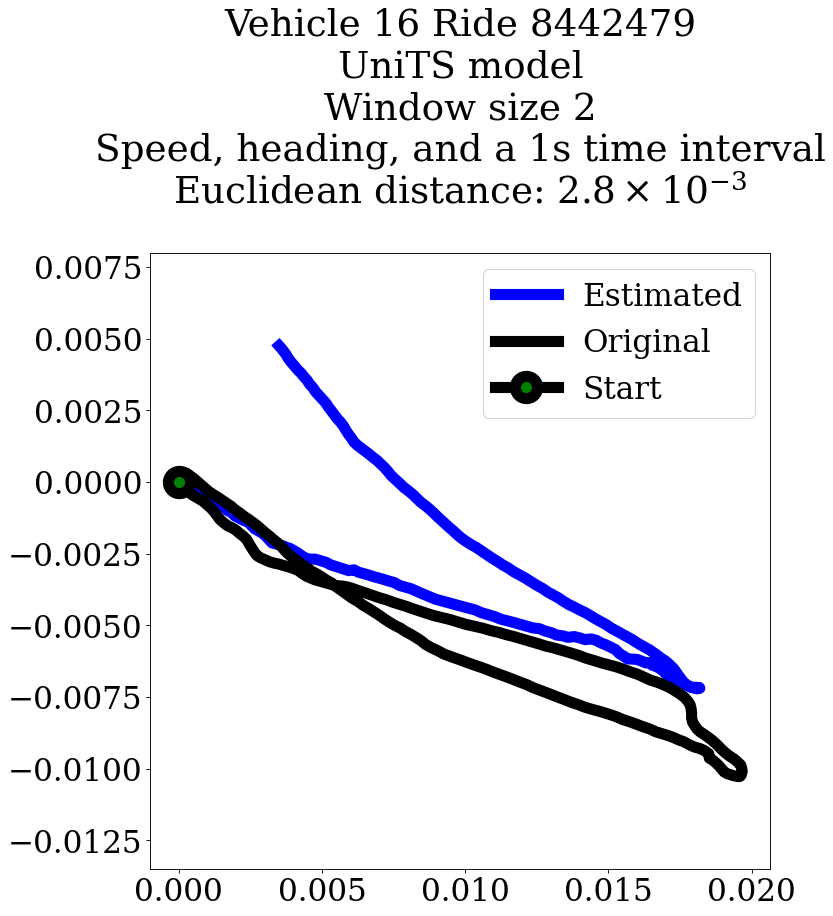 Vehicle 16 Ride 8442479
UniTS model
Window size 2
Speed, heading, and a 1s time interval
Euclidean distance: 2.8 × 10⁻³
0.0075
0.0050
0.0025
0.0000
−0.0025
−0.0050
−0.0075
−0.0100
−0.0125
Estimated
Original
Start
0.000 0.005 0.010 0.015 0.020